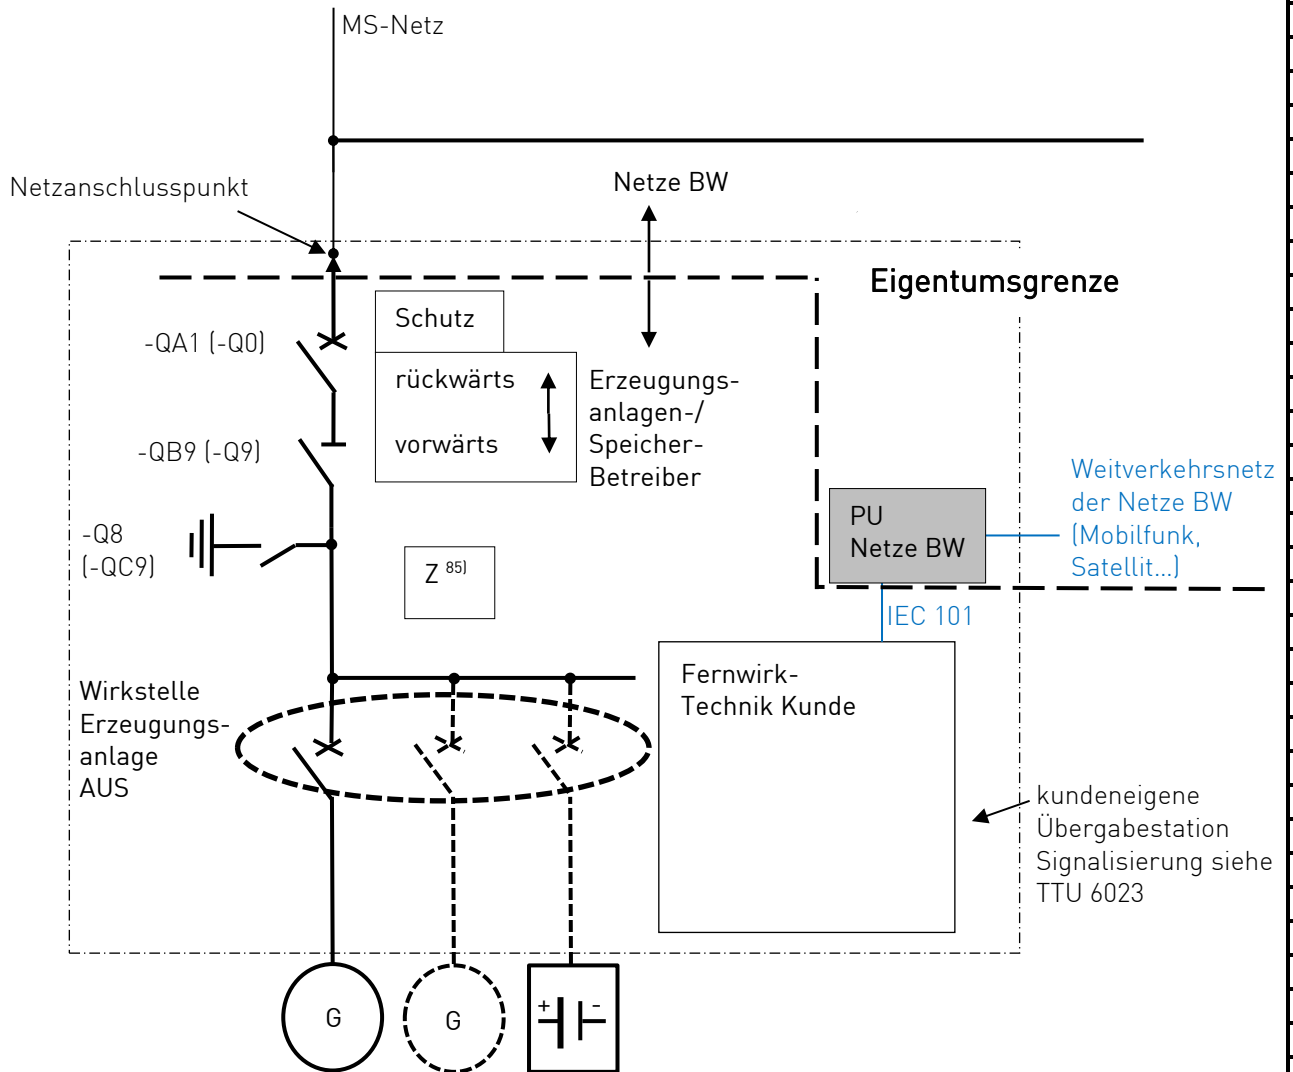 MS-Netz
Netzanschlusspunkt
Netze BW
Eigentumsgrenze
Schutz
-QA1 (-Q0)
rückwärts
vorwärts
Erzeugungs-
anlagen-/
Speicher-
Betreiber
-QB9 (-Q9)
Weitverkehrsnetz
der Netze BW
(Mobilfunk,
Satellit...)
PU
Netze BW
-Q8
(-QC9)
Z 85)
IEC 101
Fernwirk-
Technik Kunde
Wirkstelle
Erzeugungs-
anlage
AUS
kundeneigene
Übergabestation
Signalisierung siehe
TTU 6023
G
G
+ -